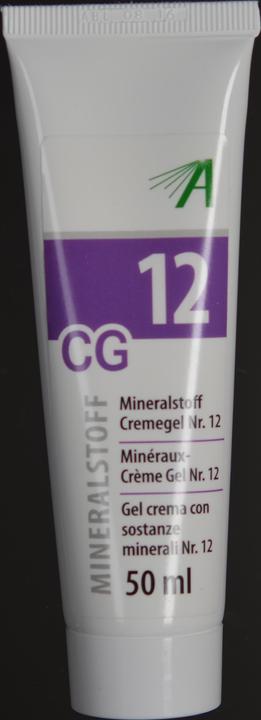 A
12
CG
MINERALSTOFF
Mineralstoff
Cremegel Nr. 12
Minéraux-
Crème Gel Nr. 12
Gel crema con
sostanze
minerali Nr. 12
50 ml